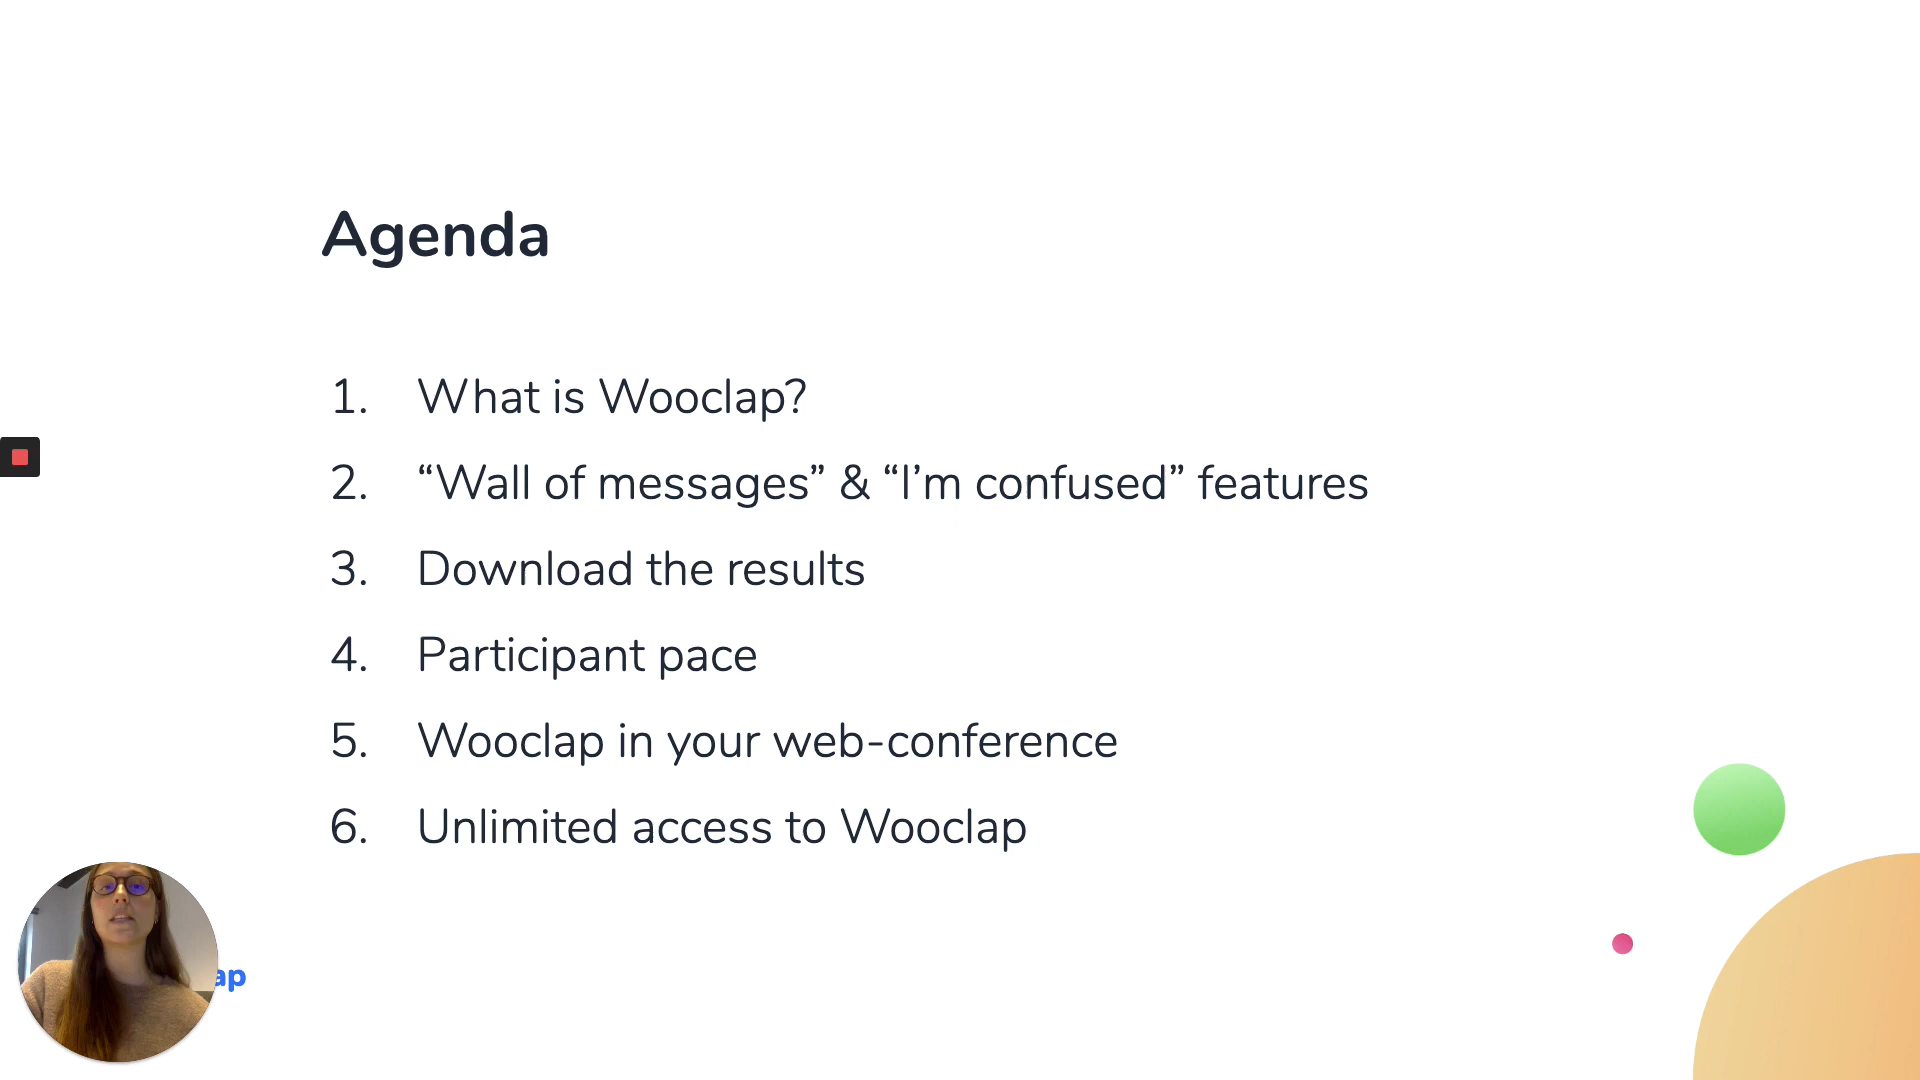 Agenda
1. What is Wooclap?
2. “Wall of messages” & “I’m confused” features
3. Download the results
4. Participant pace
5. Wooclap in your web-conference
6. Unlimited access to Wooclap
ap